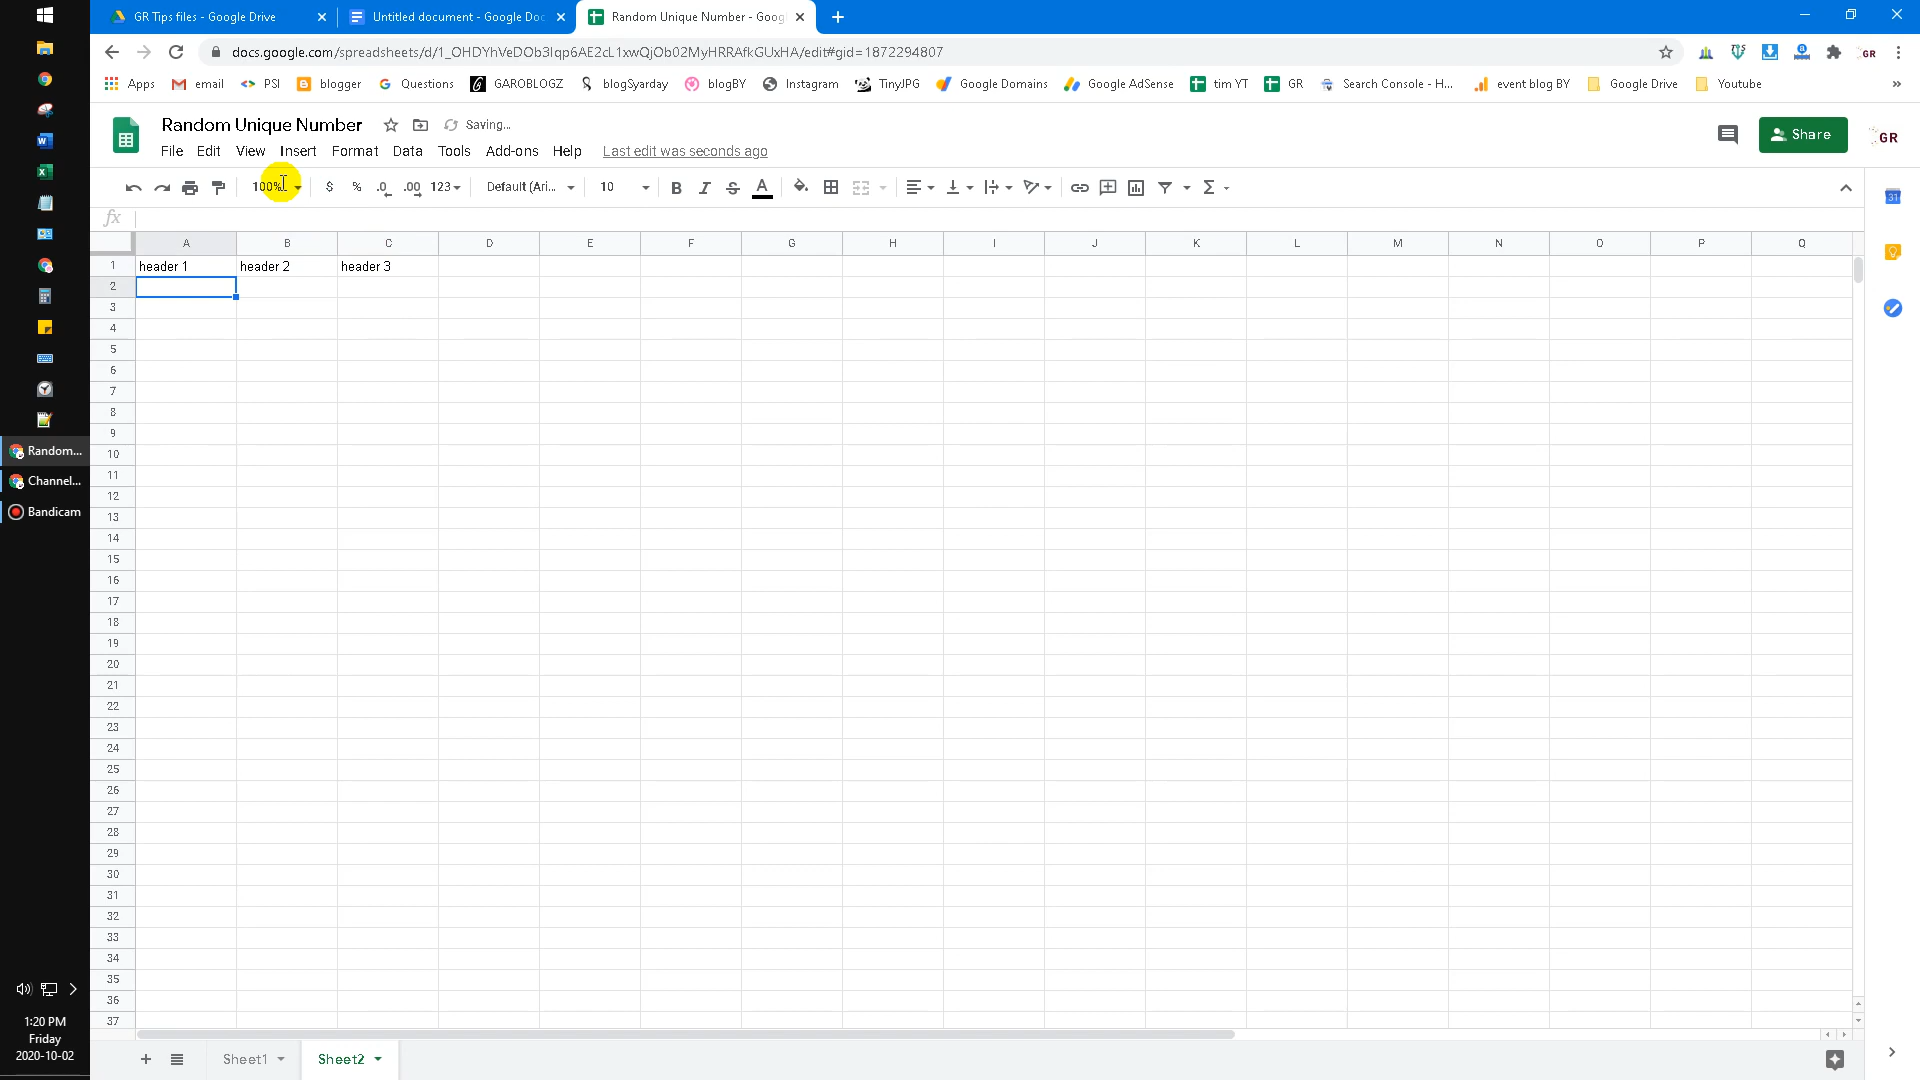 GR Tips files - Google Drive
Untitled document - Google Doc
Random Unique Number - Goog
docs.google.com/spreadsheets/d/1_OHDYhVeDOb3lqp6AE2cL1xwQjOb02MyHRRAfkGUxHA/edit#gid=1872294807
Apps email PSI blogger Questions GAROBLOGZ blogSyarday blogBY Instagram TinyJPG Google Domains Google AdSense tim YT GR Search Console - H... event blog BY Google Drive Youtube »
Random Unique Number Saving...
File Edit View Insert Format Data Tools Add-ons Help Last edit was seconds ago
Share
GR
100% $ % .0 .00 123 Default (Ari... 10 B I S A Σ
fx
A B C D E F G H I J K L M N O P Q
1 header 1 header 2 header 3
2
3
4
5
6
7
8
9
10
11
12
13
14
15
16
17
18
19
20
21
22
23
24
25
26
27
28
29
30
31
32
33
34
35
36
37
Sheet1 Sheet2
Random...
Channel...
Bandicam
1:20 PM
Friday
2020-10-02
31